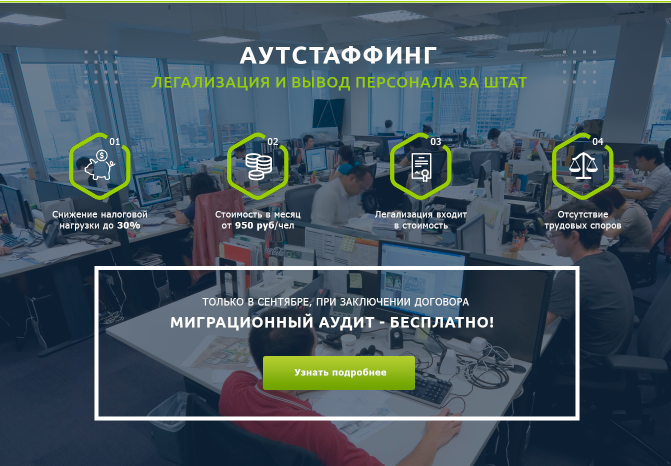 АУТСТАФФИНГ
ЛЕГАЛИЗАЦИЯ И ВЫВОД ПЕРСОНАЛА ЗА ШТАТ
01
02
03
04
Снижение налоговой
нагрузки до 30%
Стоимость в месяц
от 950 руб/чел
Легализация входит
в стоимость
Отсутствие
трудовых споров
ТОЛЬКО В СЕНТЯБРЕ, ПРИ ЗАКЛЮЧЕНИИ ДОГОВОРА
МИГРАЦИОННЫЙ АУДИТ - БЕСПЛАТНО!
Узнать подробнее